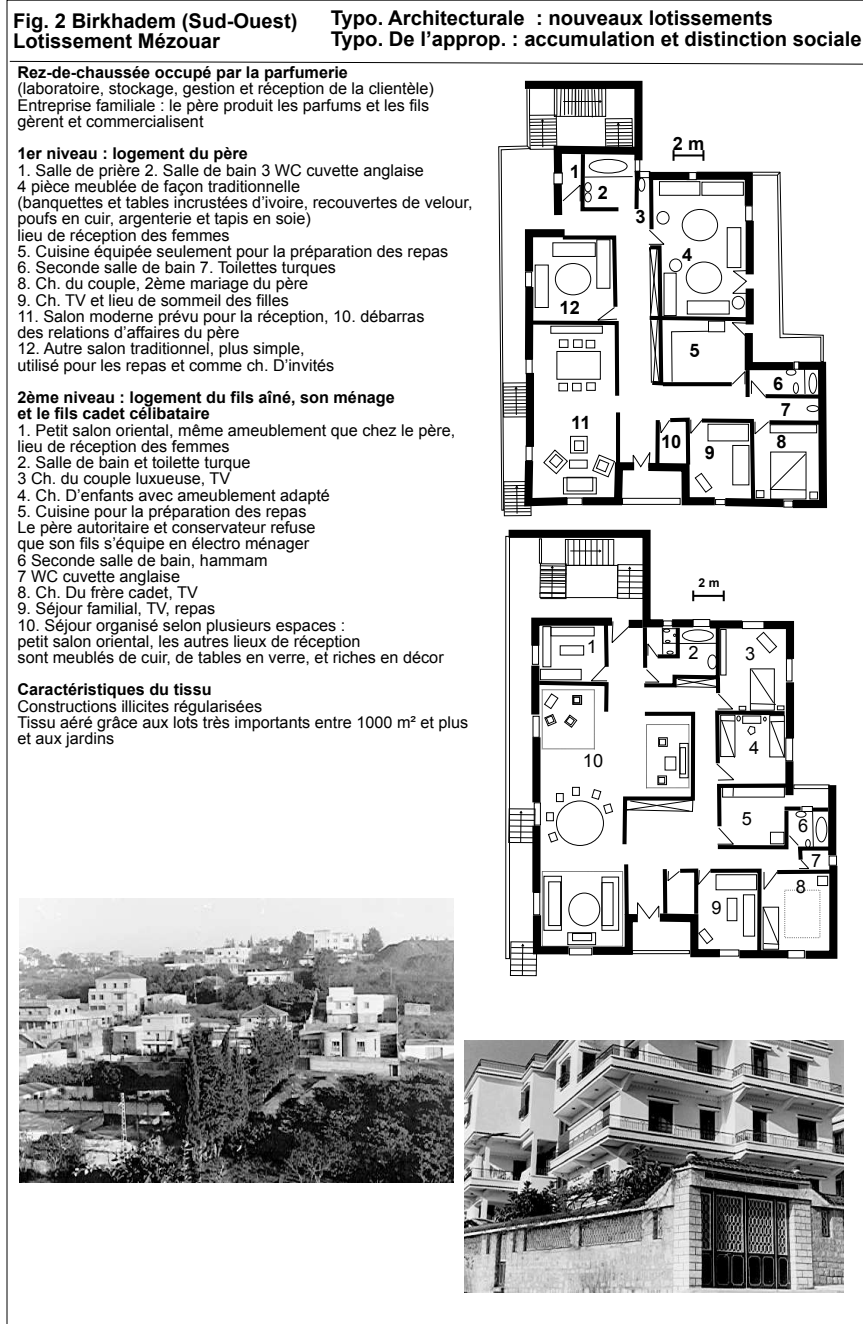 Fig. 2 Birkhadem (Sud-Ouest)
Lotissement Mézouar
Typo. Architecturale : nouveaux lotissements
Typo. De l'approp. : accumulation et distinction sociale
Rez-de-chaussée occupé par la parfumerie
(laboratoire, stockage, gestion et réception de la clientèle)
Entreprise familiale : le père produit les parfums et les fils
gèrent et commercialisent
1er niveau : logement du père
1. Salle de prière 2. Salle de bain 3 WC cuvette anglaise
4 pièce meublée de façon traditionnelle
(banquettes et tables incrustées d'ivoire, recouvertes de velour,
poufs en cuir, argenterie et tapis en soie)
lieu de réception des femmes
5. Cuisine équipée seulement pour la préparation des repas
6. Seconde salle de bain 7. Toilettes turques
8. Ch. du couple, 2ème mariage du père
9. Ch. TV et lieu de sommeil des filles
11. Salon moderne prévu pour la réception, 10. débarras
des relations d'affaires du père
12. Autre salon traditionnel, plus simple,
utilisé pour les repas et comme ch. D'invités
2ème niveau : logement du fils aîné, son ménage
et le fils cadet célibataire
1. Petit salon oriental, même ameublement que chez le père,
lieu de réception des femmes
2. Salle de bain et toilette turque
3 Ch. du couple luxueuse, TV
4. Ch. D'enfants avec ameublement adapté
5. Cuisine pour la préparation des repas
Le père autoritaire et conservateur refuse
que son fils s'équipe en électro ménager
6 Seconde salle de bain, hammam
7 WC cuvette anglaise
8. Ch. Du frère cadet, TV
9. Séjour familial, TV, repas
10. Séjour organisé selon plusieurs espaces :
petit salon oriental, les autres lieux de réception
sont meublés de cuir, de tables en verre, et riches en décor
Caractéristiques du tissu
Constructions illicites régularisées
Tissu aéré grâce aux lots très importants entre 1000 m² et plus
et aux jardins
2 m
1
2
3
4
12
5
6
7
11
10
9
8
2 m
1
2
3
4
10
5
6
7
8
9